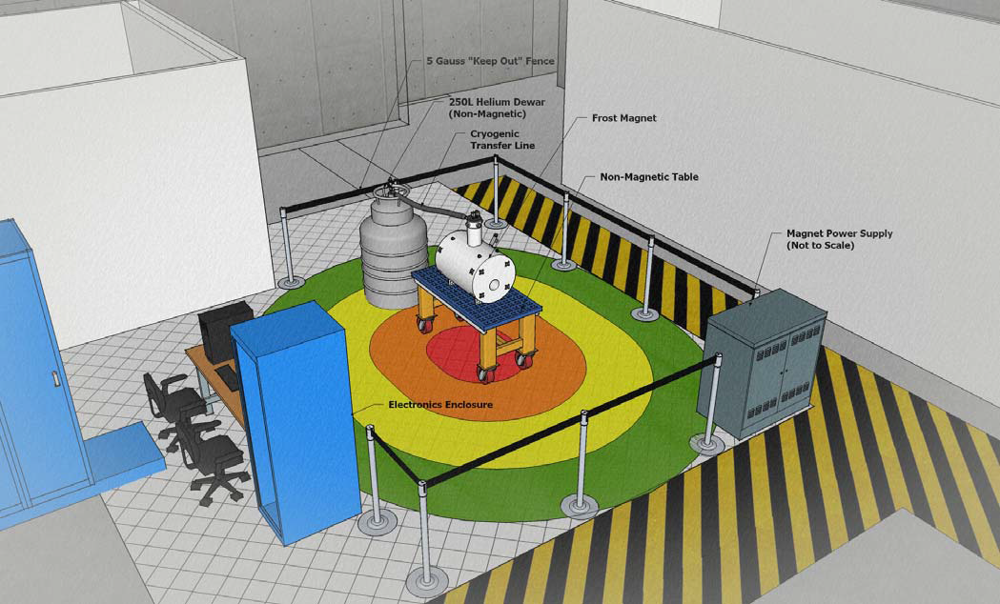 5 Gauss "Keep Out" Fence
250L Helium Dewar
(Non-Magnetic)
Cryogenic
Transfer Line
Frost Magnet
Non-Magnetic Table
Magnet Power Supply
(Not to Scale)
Electronics Enclosure